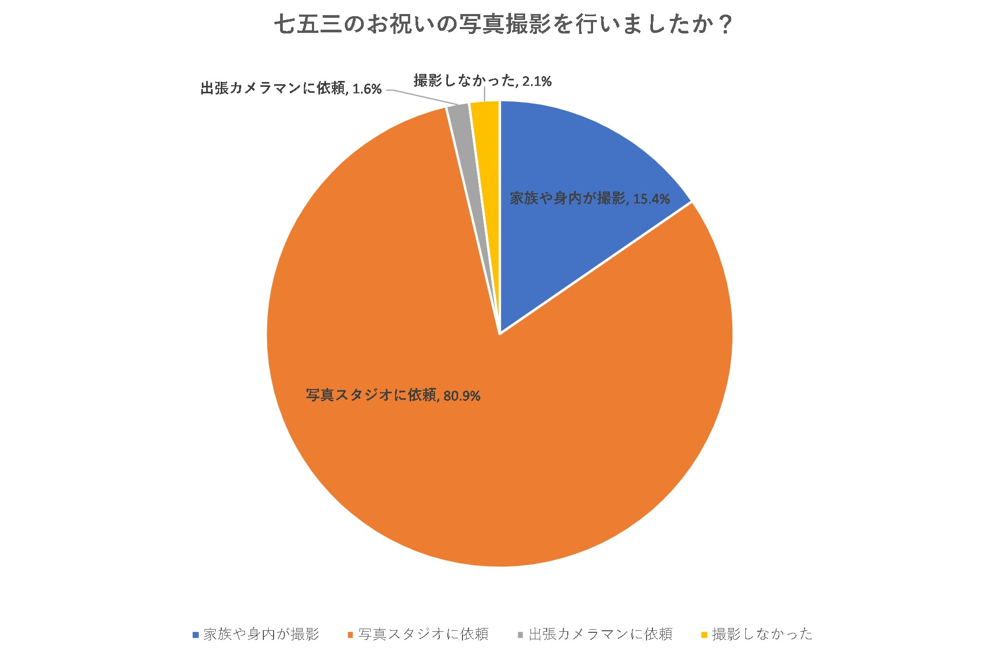 七五三のお祝いの写真撮影を行いましたか？
出張カメラマンに依頼, 1.6%
撮影しなかった, 2.1%
家族や身内が撮影, 15.4%
写真スタジオに依頼, 80.9%
家族や身内が撮影 写真スタジオに依頼 出張カメラマンに依頼 撮影しなかった